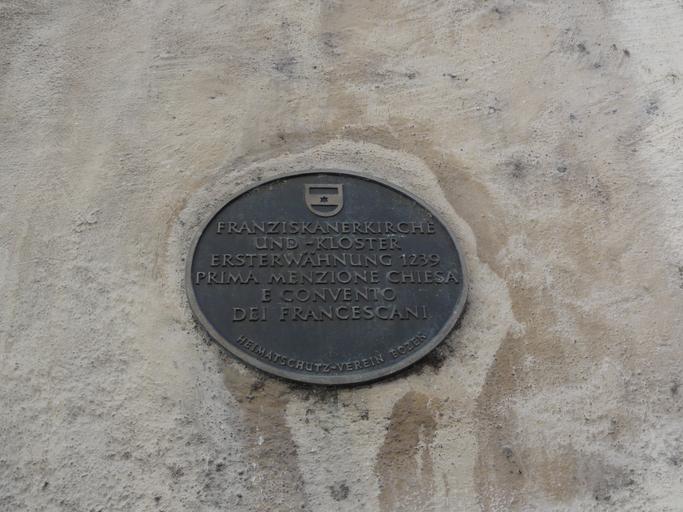 FRANZISKANERKIRCHE
UND -KLOSTER
ERSTERWÄHNUNG 1239
PRIMA MENZIONE CHIESA
E CONVENTO
DEI FRANCESCANI
HEIMATSCHUTZ-VEREIN BOZEN